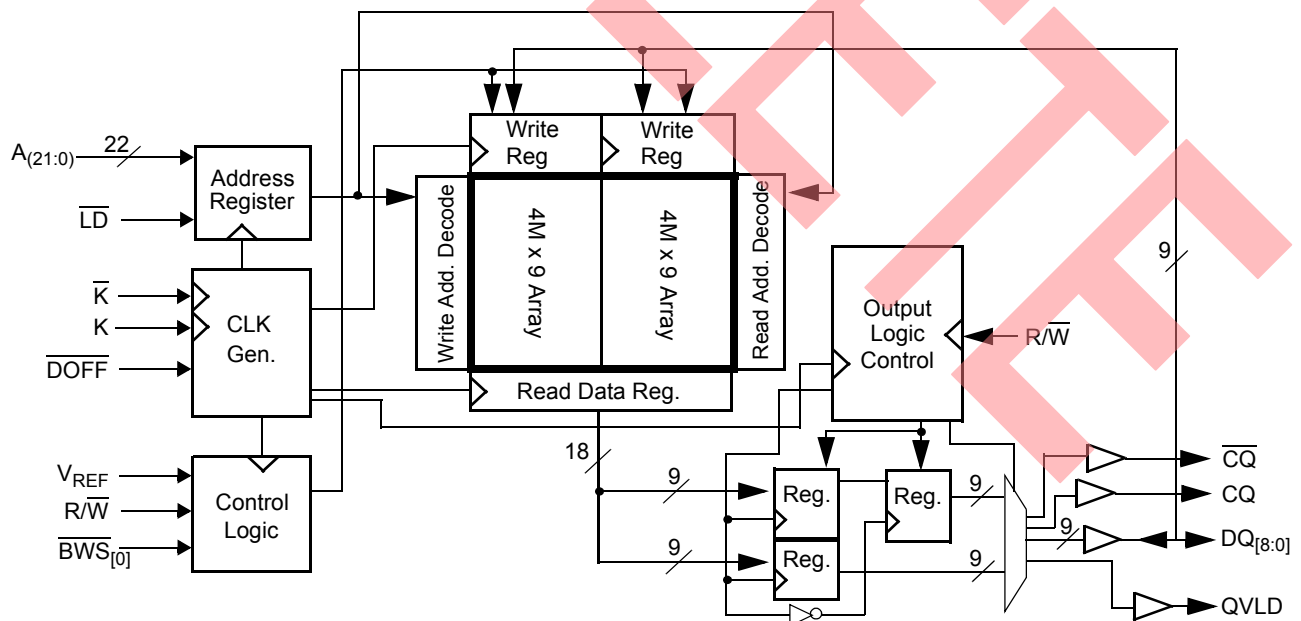 Write
Reg
Write
Reg
A(21:0)
22
Address
Register
LD
Write Add. Decode
4M x 9 Array
4M x 9 Array
Read Add. Decode
9
K
K
DOFF
CLK
Gen.
Output
Logic
Control
R/W
Read Data Reg.
18
VREF
R/W
BWS[0]
Control
Logic
9
Reg.
Reg.
9
9
Reg.
9
9
CQ
CQ
DQ[8:0]
QVLD